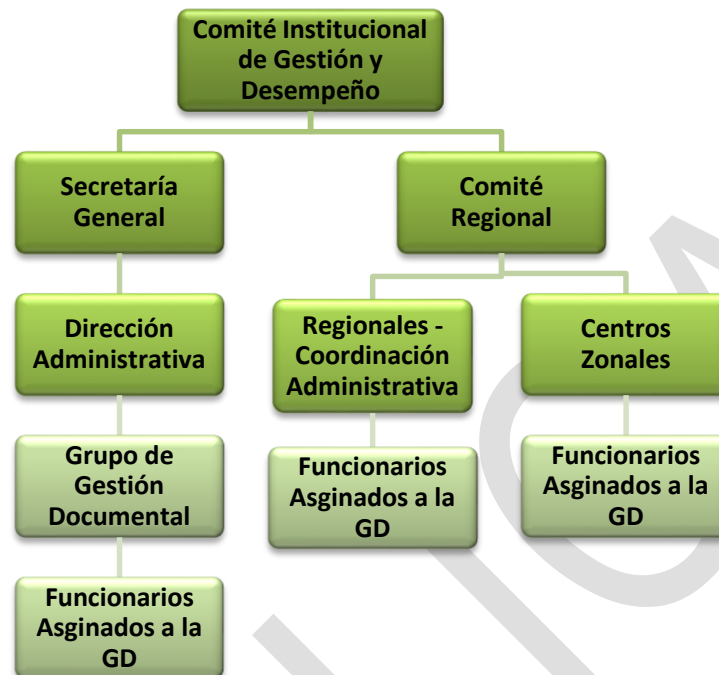 Comité Institucional
de Gestión y
Desempeño
Secretaría
General
Comité
Regional
Dirección
Administrativa
Regionales -
Coordinación
Administrativa
Centros
Zonales
Grupo de
Gestión
Documental
Funcionarios
Asginados a la
GD
Funcionarios
Asginados a la
GD
Funcionarios
Asginados a la
GD